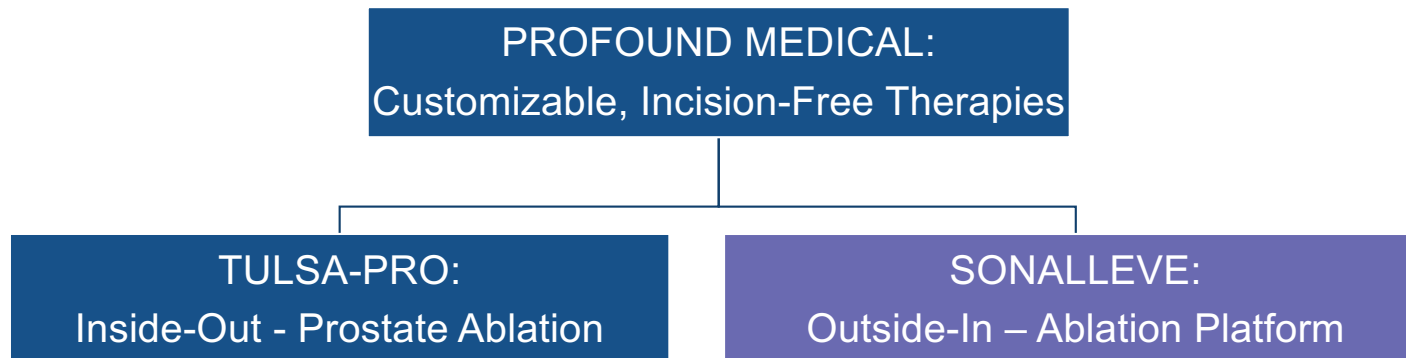 PROFOUND MEDICAL:
Customizable, Incision-Free Therapies
TULSA-PRO:
Inside-Out - Prostate Ablation
SONALLEVE:
Outside-In – Ablation Platform